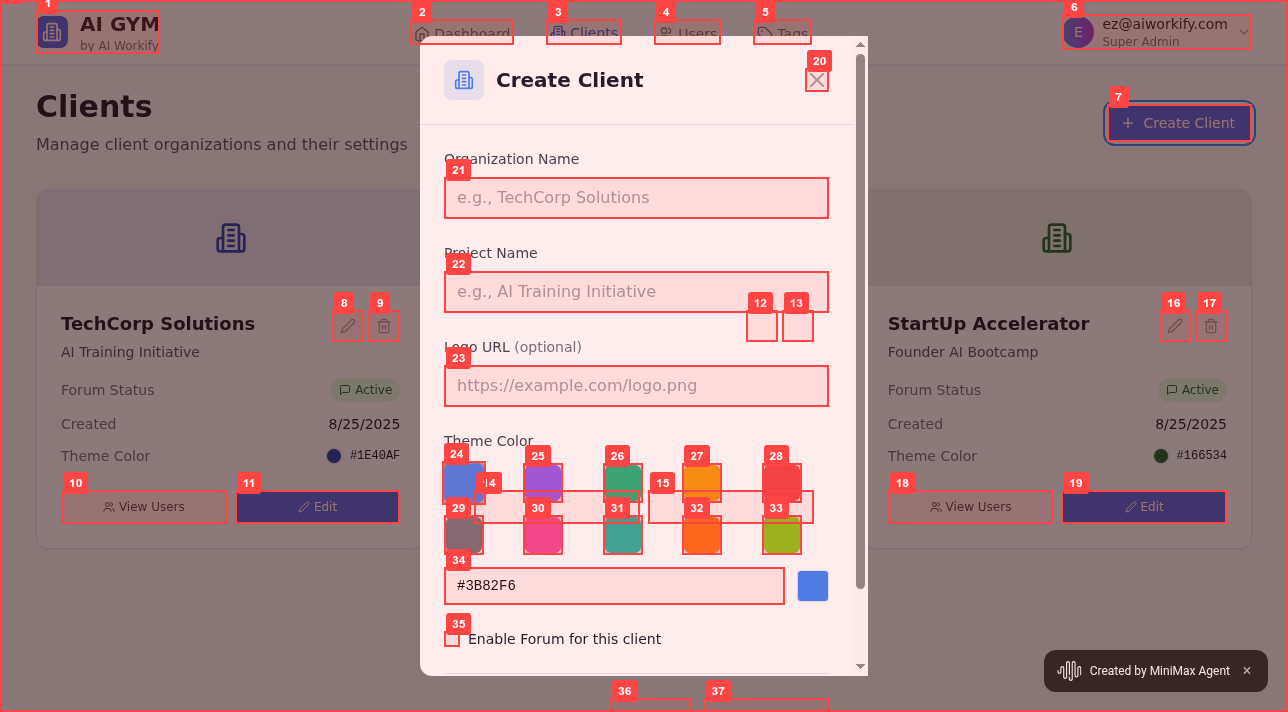 1
2
3
4
5
6
AI GYM
by AI Workify
Dashboard
Clients
Users
Tags
E
ez@aiworkify.com
Super Admin
20
Create Client
7
Clients
Manage client organizations and their settings
+ Create Client
Organization Name
21
e.g., TechCorp Solutions
Project Name
22
e.g., AI Training Initiative
8
9
12
13
16
17
TechCorp Solutions
AI Training Initiative
StartUp Accelerator
Founder AI Bootcamp
Logo URL (optional)
23
https://example.com/logo.png
Forum Status
Active
Created
8/25/2025
Theme Color
#1E40AF
Forum Status
Active
Created
8/25/2025
Theme Color
#166534
Theme Color
24
25
26
27
28
10
11
14
15
18
19
View Users
Edit
View Users
Edit
29
30
31
32
33
34
#3B82F6
35
Enable Forum for this client
Created by MiniMax Agent ×
36
37